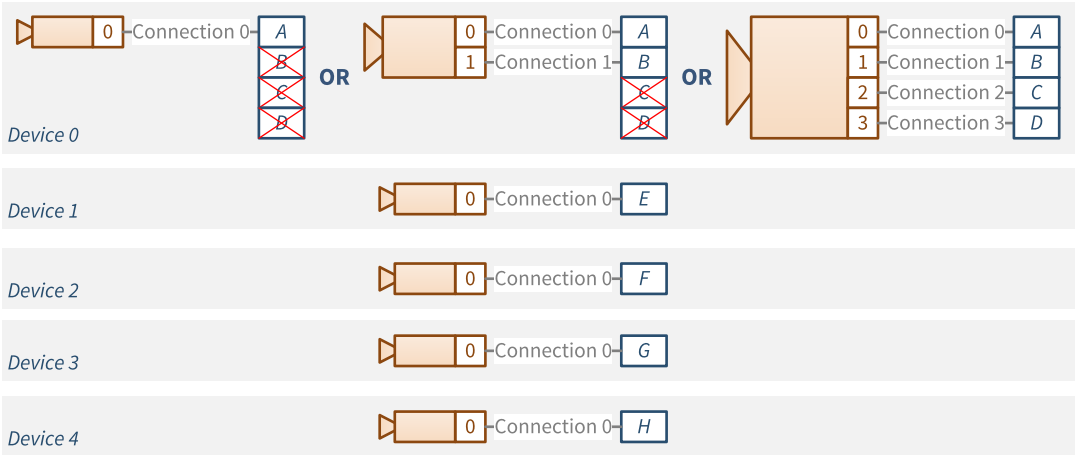 0 Connection 0 A 0 Connection 0 A 0 Connection 0 A
B OR 1 Connection 1 B OR 1 Connection 1 B
C C 2 Connection 2 C
D D 3 Connection 3 D
Device 0
0 Connection 0 E
Device 1
0 Connection 0 F
Device 2
0 Connection 0 G
Device 3
0 Connection 0 H
Device 4